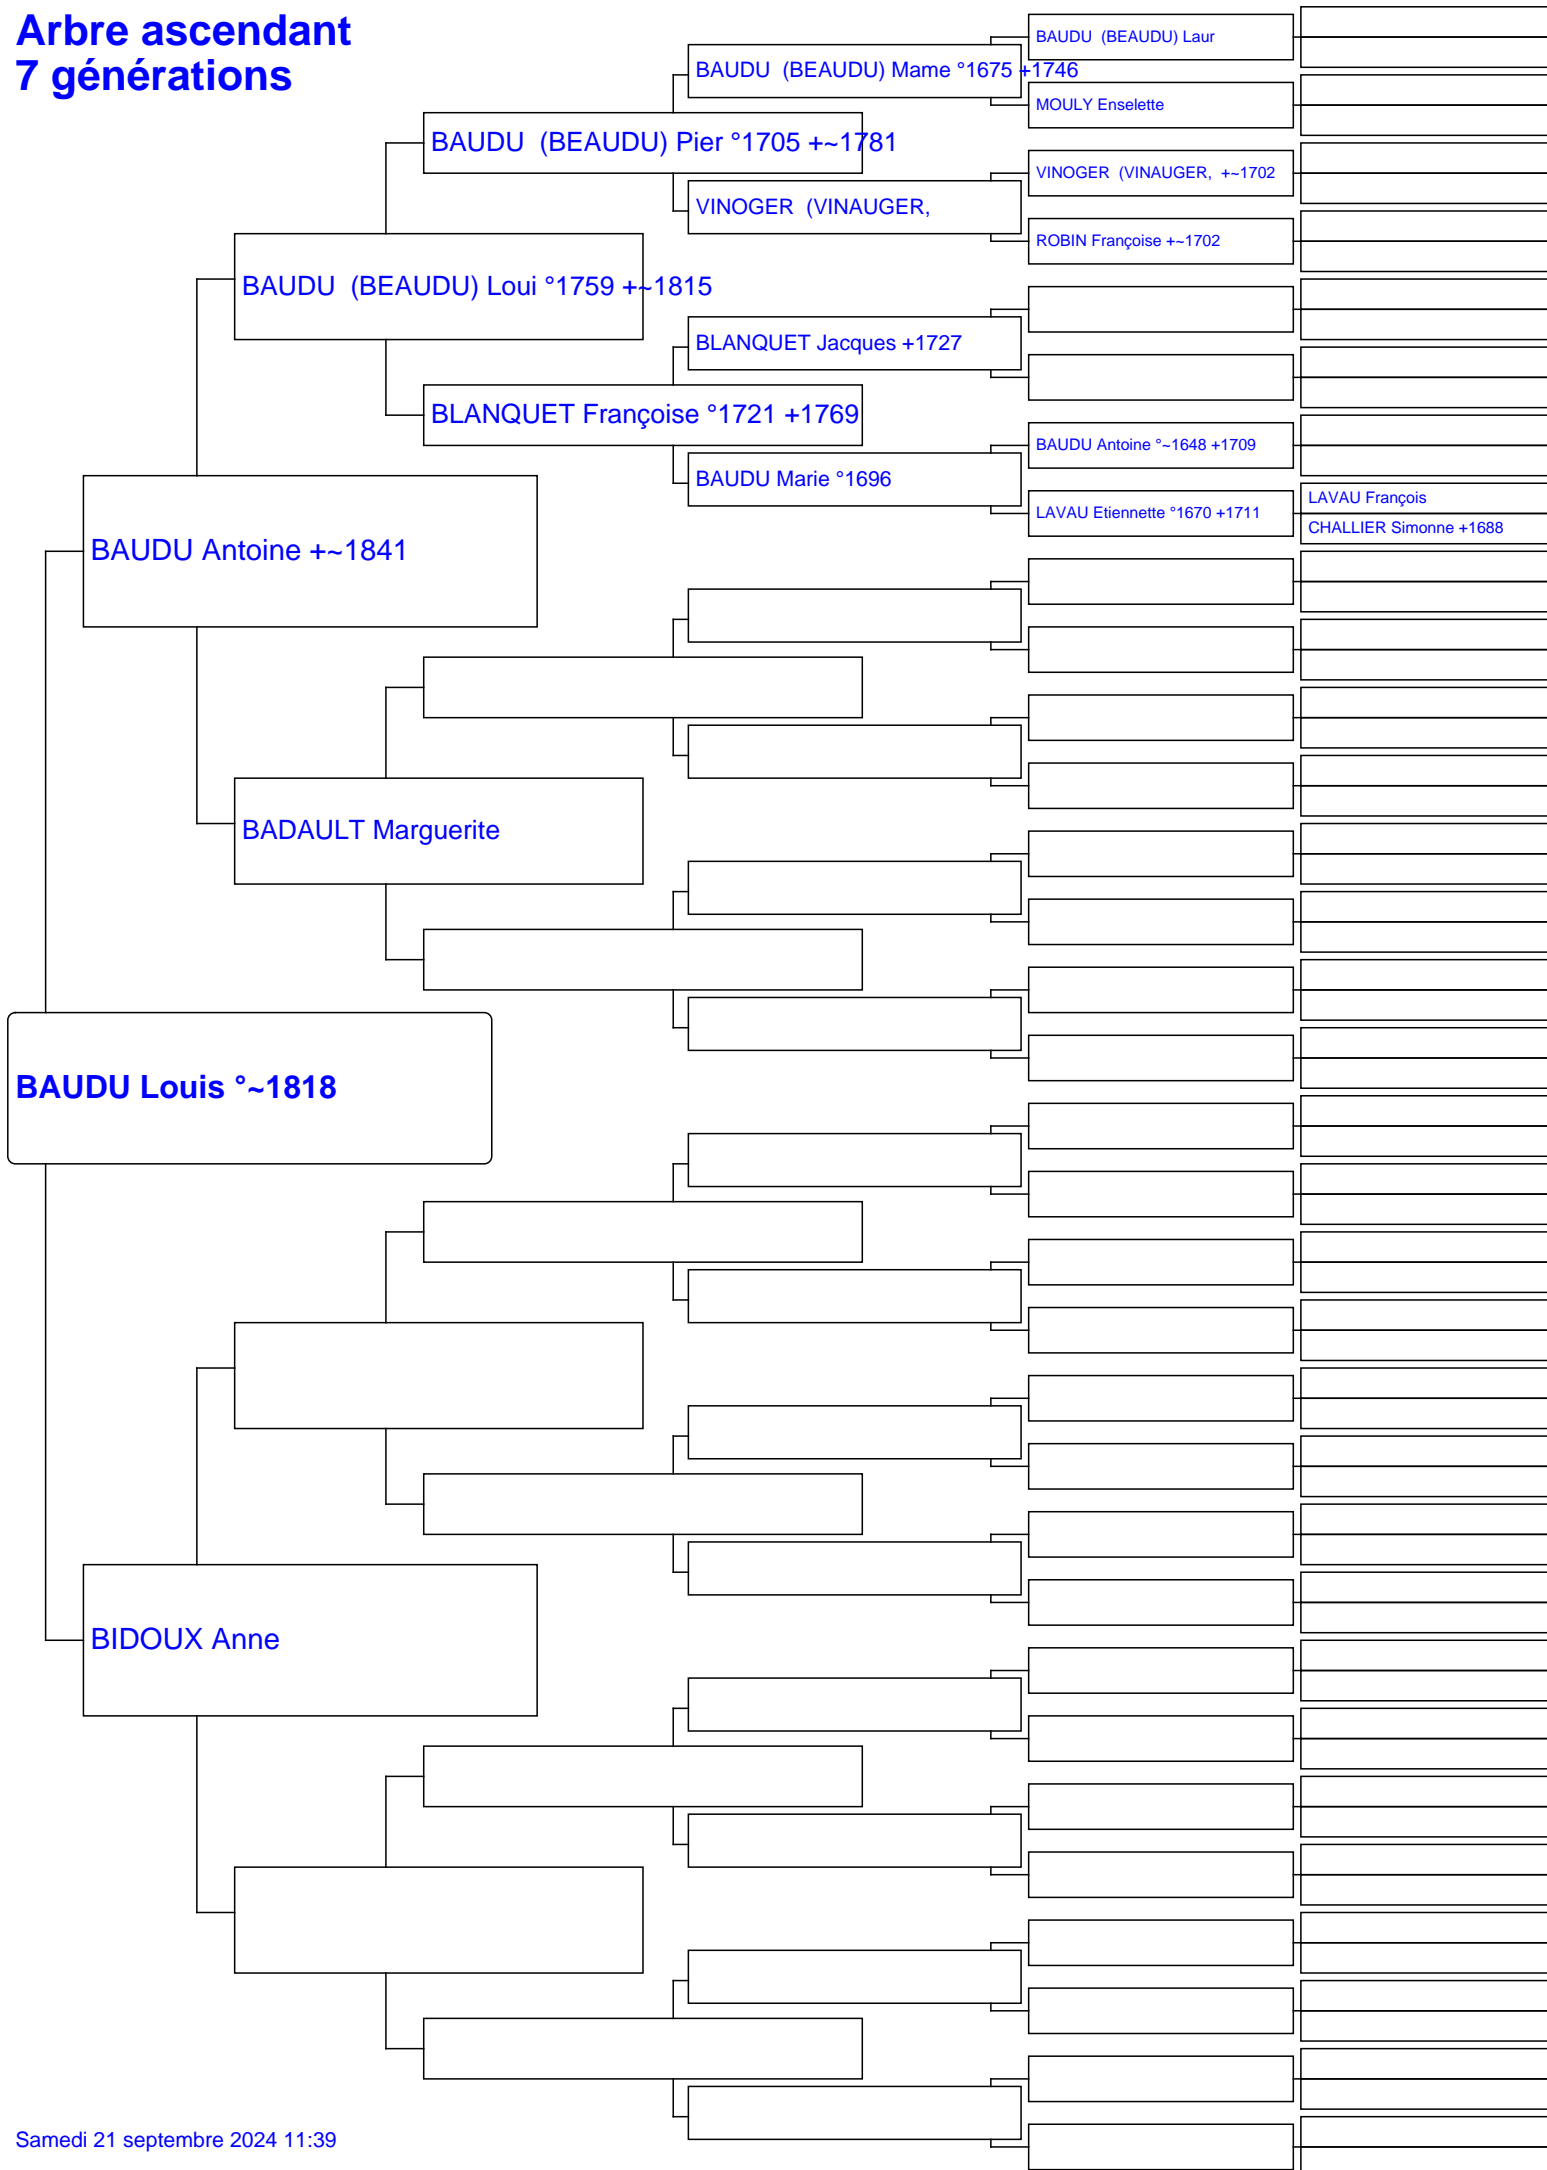 Arbre ascendant
7 générations
BAUDU  (BEAUDU) Laur
BAUDU  (BEAUDU) Mame °1675 +1746
MOULY Enselette
BAUDU  (BEAUDU) Pier °1705 +~1781
VINOGER  (VINAUGER,  +~1702
VINOGER  (VINAUGER,
ROBIN Françoise +~1702
BAUDU  (BEAUDU) Loui °1759 +~1815
BLANQUET Jacques +1727
BLANQUET Françoise °1721 +1769
BAUDU Antoine °~1648 +1709
BAUDU Marie °1696
LAVAU François
LAVAU Etiennette °1670 +1711
CHALLIER Simonne +1688
BAUDU Antoine +~1841
BADAULT Marguerite
BAUDU Louis °~1818
BIDOUX Anne
Samedi 21 septembre 2024 11:39